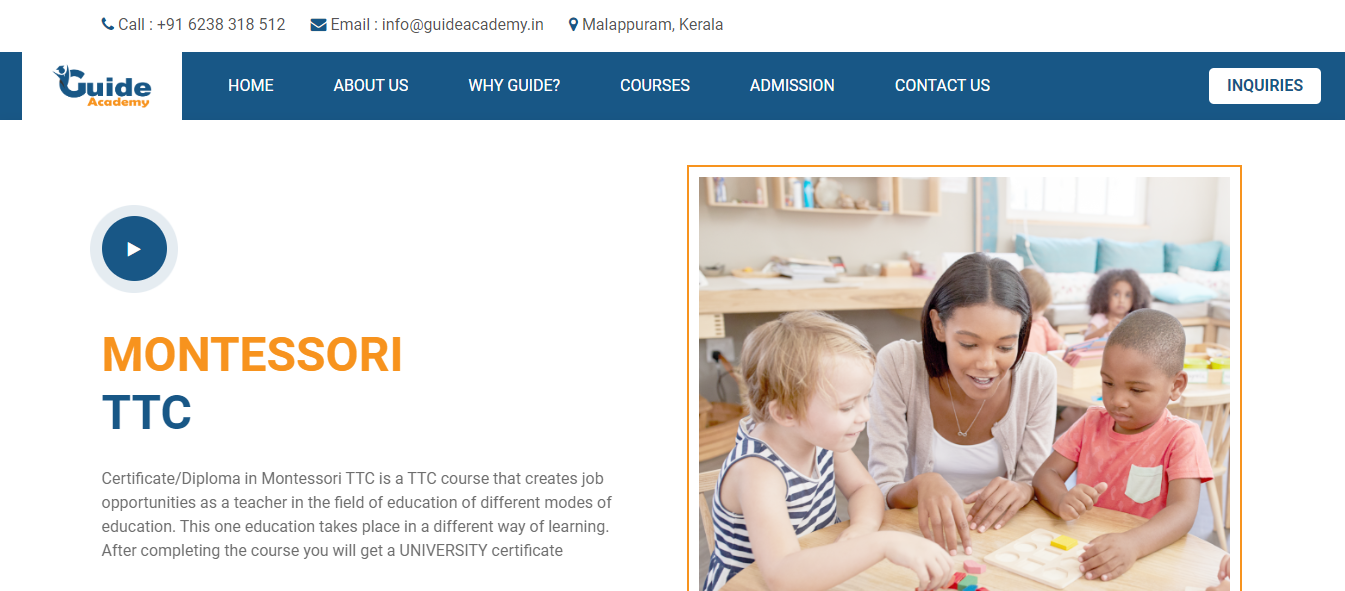 Call : +91 6238 318 512 Email : info@guideacademy.in Malappuram, Kerala
Guide
Academy
HOME ABOUT US WHY GUIDE? COURSES ADMISSION CONTACT US INQUIRIES
MONTESSORI
TTC
Certificate/Diploma in Montessori TTC is a TTC course that creates job
opportunities as a teacher in the field of education of different modes of
education. This one education takes place in a different way of learning.
After completing the course you will get a UNIVERSITY certificate